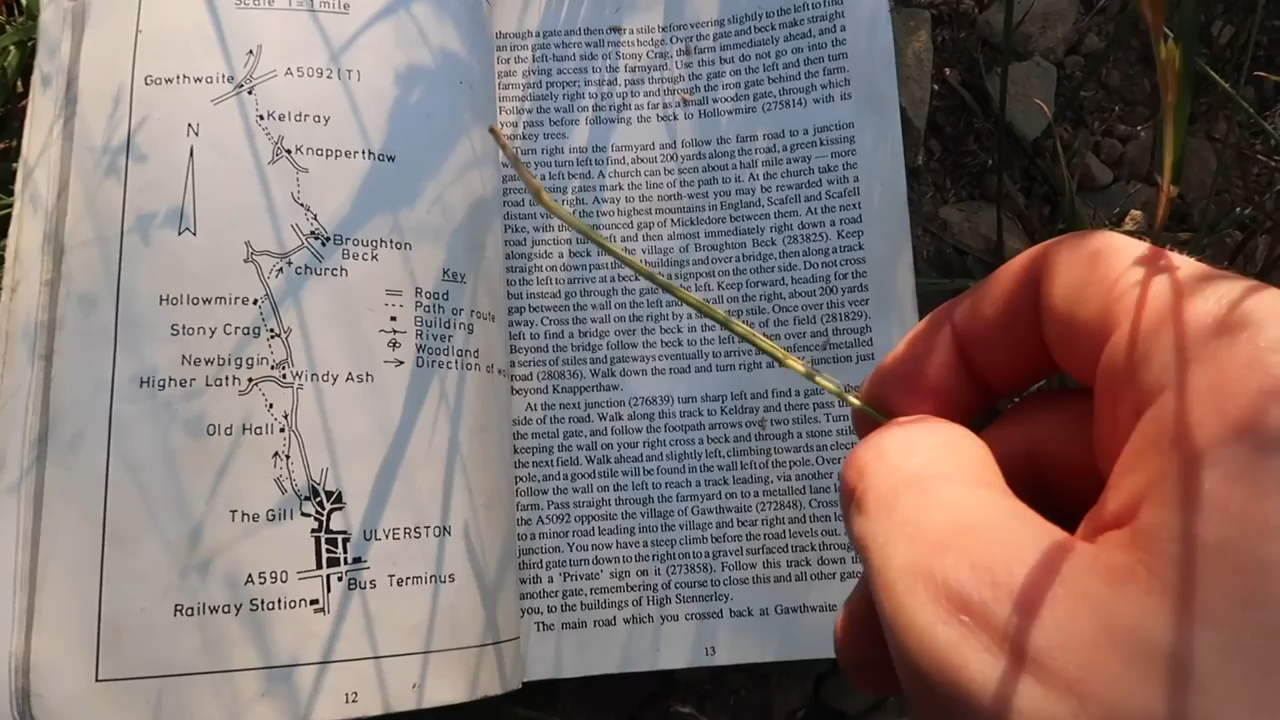 Scale 1"=1mile
Gawthwaite
A5092(T)
Keldray
N
Knapperthaw
Broughton
Beck
church
Key
Road
Path or route
Building
River
Woodland
Direction of
Hollowmire
Stony Crag
Newbiggin
Higher Lath
Windy Ash
Old Hall
The Gill
ULVERSTON
A590
Bus Terminus
Railway Station
12
through a gate and then over a stile before veering slightly to the left to find
an iron gate where wall meets hedge. Over the gate and beck make straight
for the left-hand side of Stony Crag, the farm immediately ahead, and a
gate giving access to the farmyard. Use this but do not go on into the
farmyard proper; instead, pass through the gate on the left and then turn
immediately right to go up to and through the iron gate behind the farm.
Follow the wall on the right as far as a small wooden gate, through which
you pass before following the beck to Hollowmire (275814) with its
monkey trees.
Turn right into the farmyard and follow the farm road to a junction
where you turn left to find, about 200 yards along the road, a green kissing
gate a left bend. A church can be seen about a half mile away — more
green kissing gates mark the line of the path to it. At the church take the
road to right. Away to the north-west you may be rewarded with a
distant of the two highest mountains in England, Scafell and Scafell
Pike, with the pronounced gap of Mickledore between them. At the next
road junction turn left and then almost immediately right down a road
alongside a beck the village of Broughton Beck (283825). Keep
straight on down past the buildings and over a bridge, then along a track
to the left to arrive at a beck a signpost on the other side. Do not cross
but instead go through the gate the left. Keep forward, heading for the
gap between the wall on the left and wall on the right, about 200 yards
away. Cross the wall on the right by a step stile. Once over this veer
left to find a bridge over the beck in the middle of the field (281829).
Beyond the bridge follow the beck to the left then over and through
a series of stiles and gateways eventually to arrive unfenced metalled
road (280836). Walk down the road and turn right at junction just
beyond Knapperthaw.
At the next junction (276839) turn sharp left and find a gate the
side of the road. Walk along this track to Keldray and there pass
the metal gate, and follow the footpath arrows over two stiles. Turn
keeping the wall on your right cross a beck and through a stone stile
the next field. Walk ahead and slightly left, climbing towards an
pole, and a good stile will be found in the wall left of the pole. Over
follow the wall on the left to reach a track leading, via another
farm. Pass straight through the farmyard on to a metalled lane
the A5092 opposite the village of Gawthwaite (272848). Cross
to a minor road leading into the village and bear right and then
junction. You now have a steep climb before the road levels out.
third gate turn down to the right on to a gravel surfaced track through
with a 'Private' sign on it (273858). Follow this track down
another gate, remembering of course to close this and all other
you, to the buildings of High Stennerley.
The main road which you crossed back at Gawthwaite
13